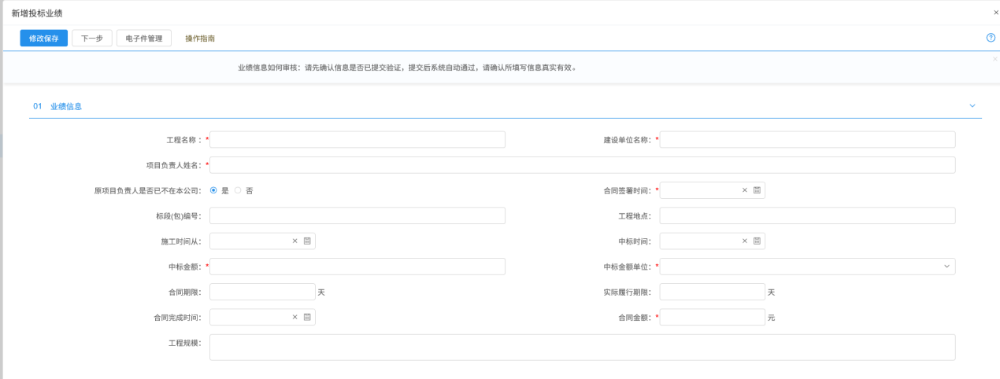 新增投标业绩 ×
修改保存 下一步 电子件管理 操作指南 ?
业绩信息如何审核：请先确认信息是否已提交验证，提交后系统自动通过，请确认所填写信息真实有效。 ×
01 业绩信息
工程名称：* 建设单位名称：*
项目负责人姓名：*
原项目负责人是否已不在本公司： 是 否 合同签署时间：*
标段(包)编号： 工程地点：
施工时间从： 中标时间：
中标金额：* 中标金额单位：*
合同期限： 天 实际履行期限： 天
合同完成时间： 合同金额：* 元
工程规模：